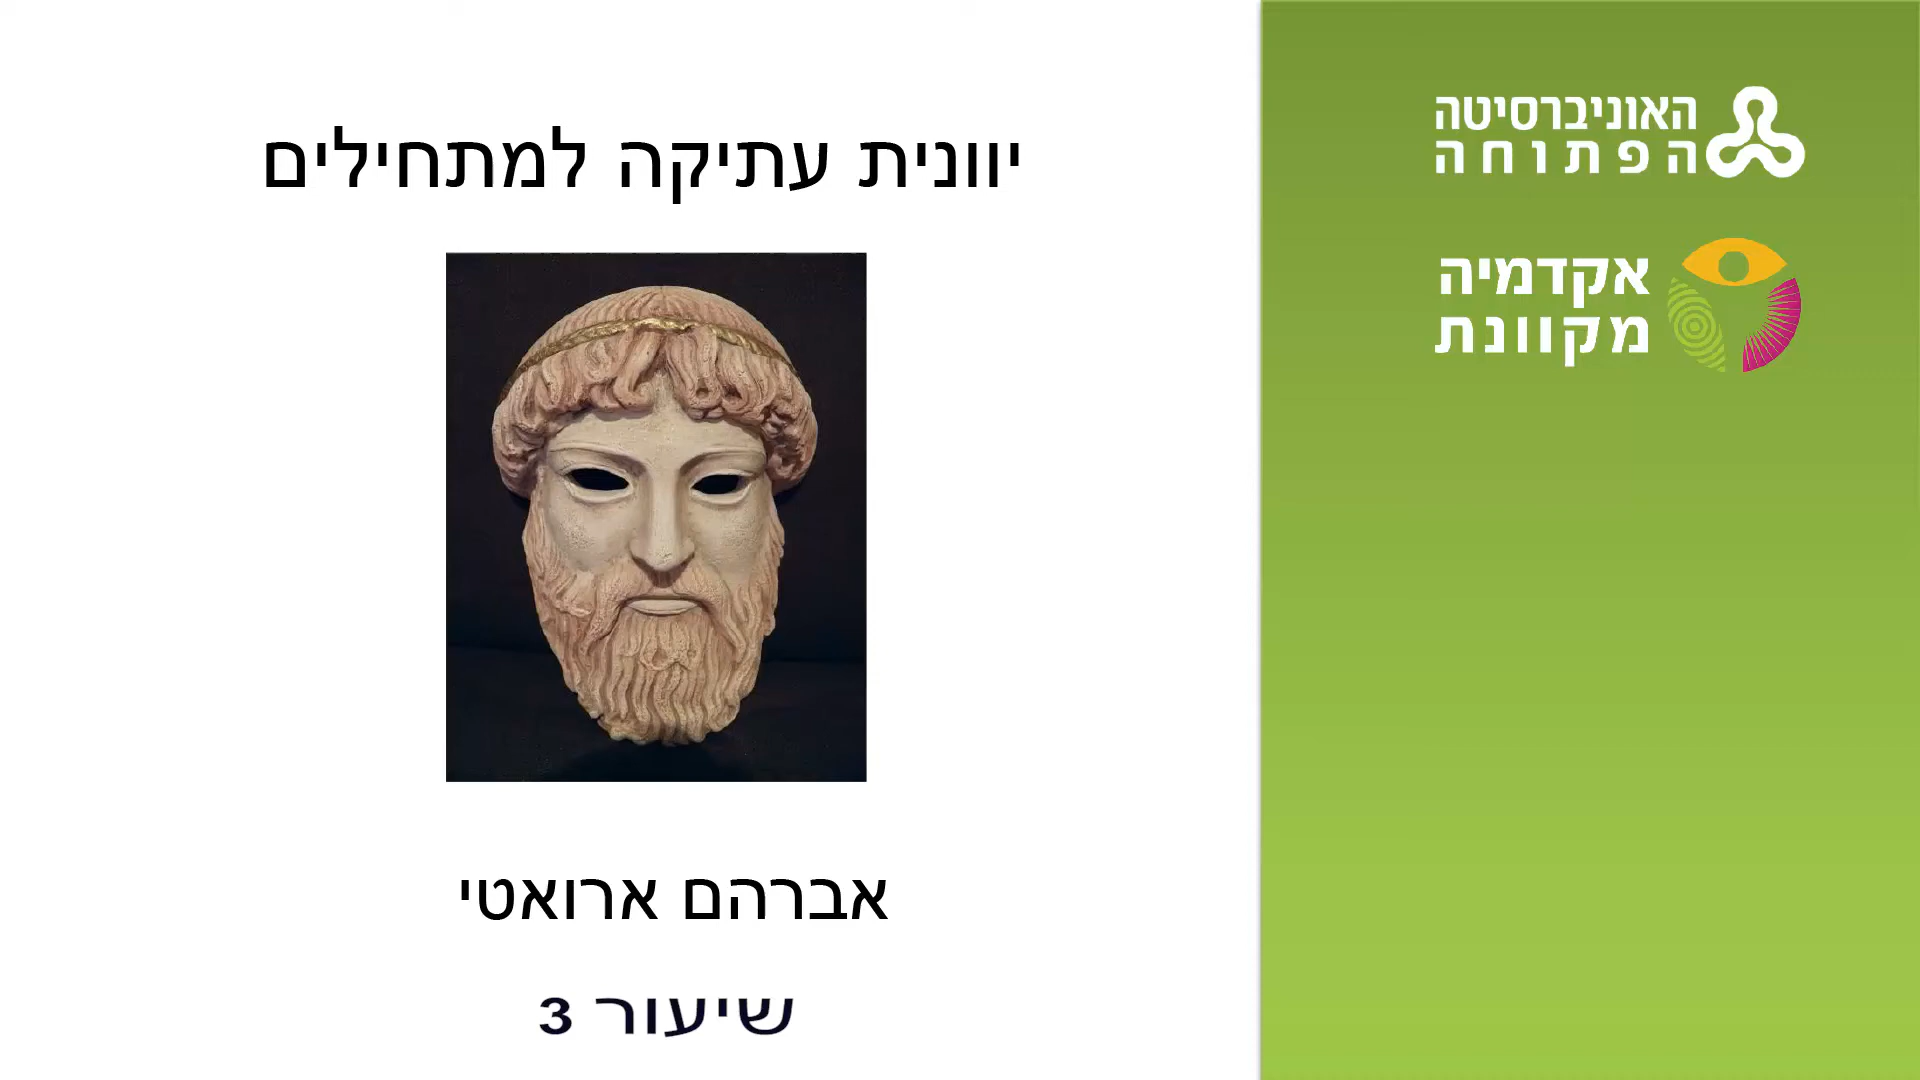 יוונית עתיקה למתחילים
אברהם ארואטי
שיעור 3
האוניברסיטה
הפתוחה
אקדמיה
מקוונת